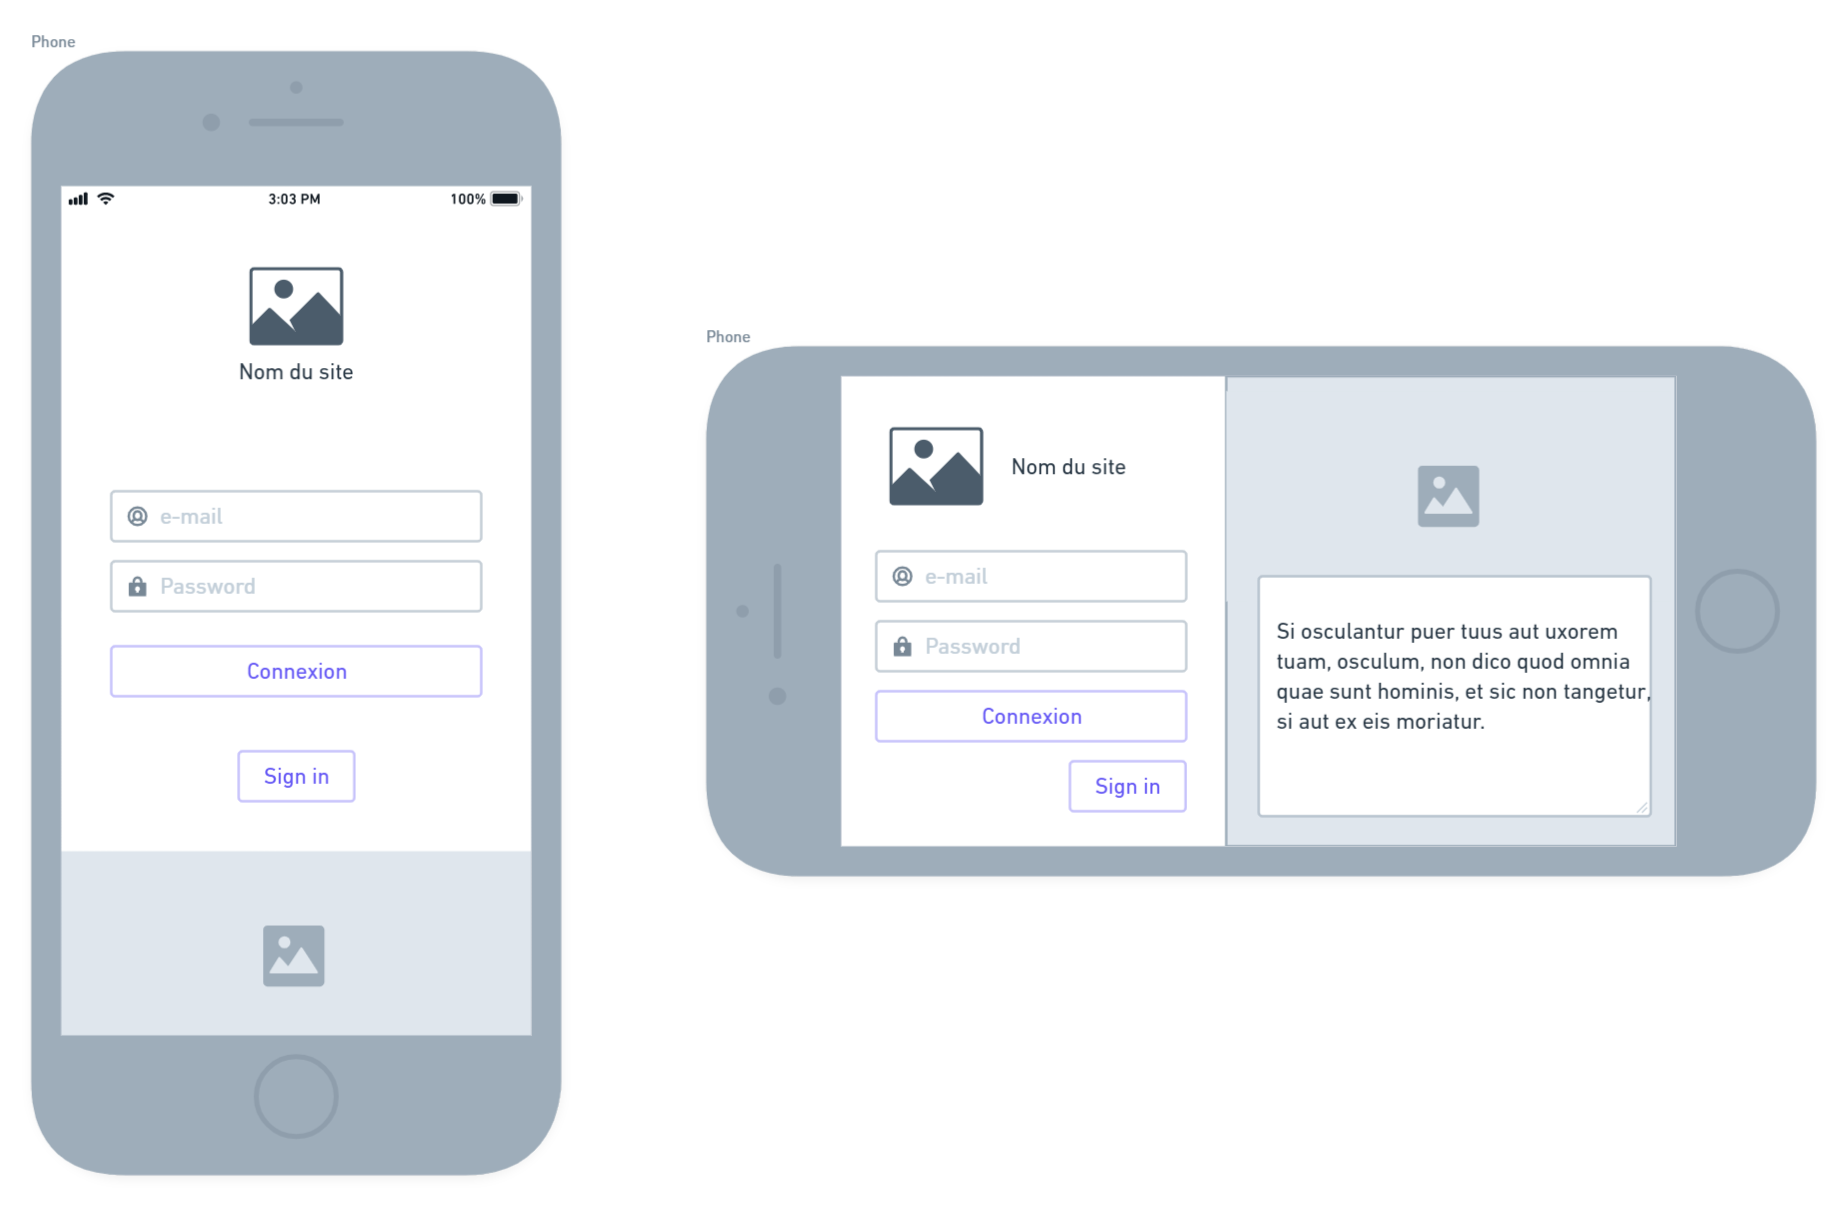 Phone
3:03 PM
100%
Nom du site
e-mail
Password
Connexion
Sign in
Phone
Nom du site
e-mail
Password
Connexion
Sign in
Si osculantur puer tuus aut uxorem
tuam, osculum, non dico quod omnia
quae sunt hominis, et sic non tangetur,
si aut ex eis moriatur.